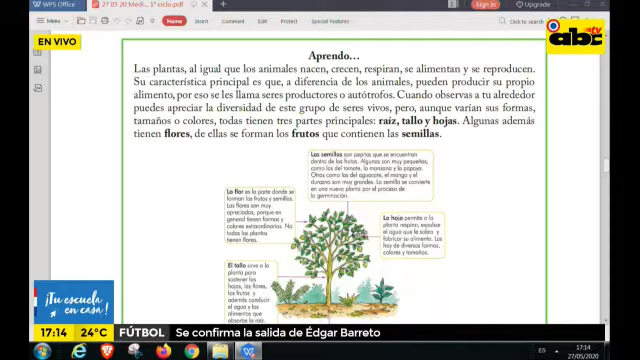 WPS Office
27 05 20 Medi... 1° ciclo.pdf
Sign In
Upgrade
Menu
Home
Insert
Comment
Edit
Page
Protect
Special Features
Click to search
EN VIVO
abc tv
Aprendo…
Las plantas, al igual que los animales nacen, crecen, respiran, se alimentan y se reproducen.
Su característica principal es que, a diferencia de los animales, pueden producir su propio
alimento, por eso se les llama seres productores o autótrofos. Cuando observas a tu alrededor
puedes apreciar la diversidad de este grupo de seres vivos, pero, aunque varían sus formas,
tamaños o colores, todas tienen tres partes principales: raíz, tallo y hojas. Algunas además
tienen flores, de ellas se forman los frutos que contienen las semillas.
Las semillas son pepitas que se encuentran
dentro de los frutos. Algunas son muy pequeñas,
como las del tomate, la manzana y la papaya.
Otras como las del aguacate, el mango y el
durazno son muy grandes. La semilla se convierte
en una nueva planta por el proceso de
la germinación.
La flor es la parte donde se
forman las frutas y semillas.
Las flores son muy
apreciadas, porque en
general tienen formas y
colores extraordinarios. No
todas las plantas
tienen flores.
La hoja permite a la
planta respirar, expulsar
el agua que le sobra y
fabricar su alimento. Las
hay de diversas formas,
colores y tamaños.
El tallo sirve a la
planta para
sostener las
hojas, las flores,
los frutos y
además conducir
el agua y los
alimentos que
absorbe la raíz.
¡Tu escuela
en casa!
17:14 24°C FÚTBOL Se confirma la salida de Édgar Barreto
ES
17:14
27/05/2020